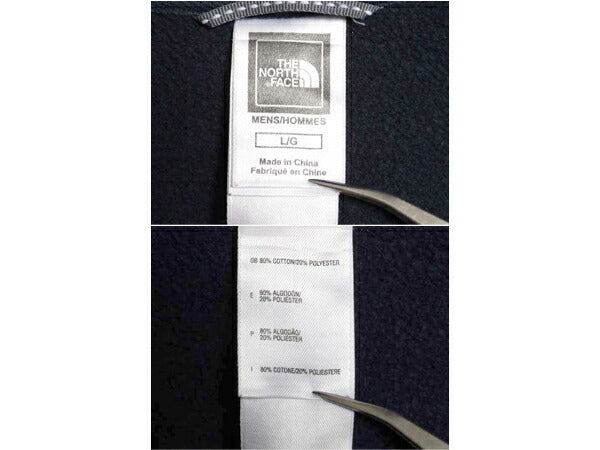 THE
NORTH
FACE
MENS/HOMMES
L/G
Made in China
Fabriqué en Chine
GB 80% COTTON/20% POLYESTER
E 80% ALGODÓN/
20% POLIÉSTER
P 80% ALGODÃO/
20% POLIÉSTER
I 80% COTONE/20% POLIESTERE